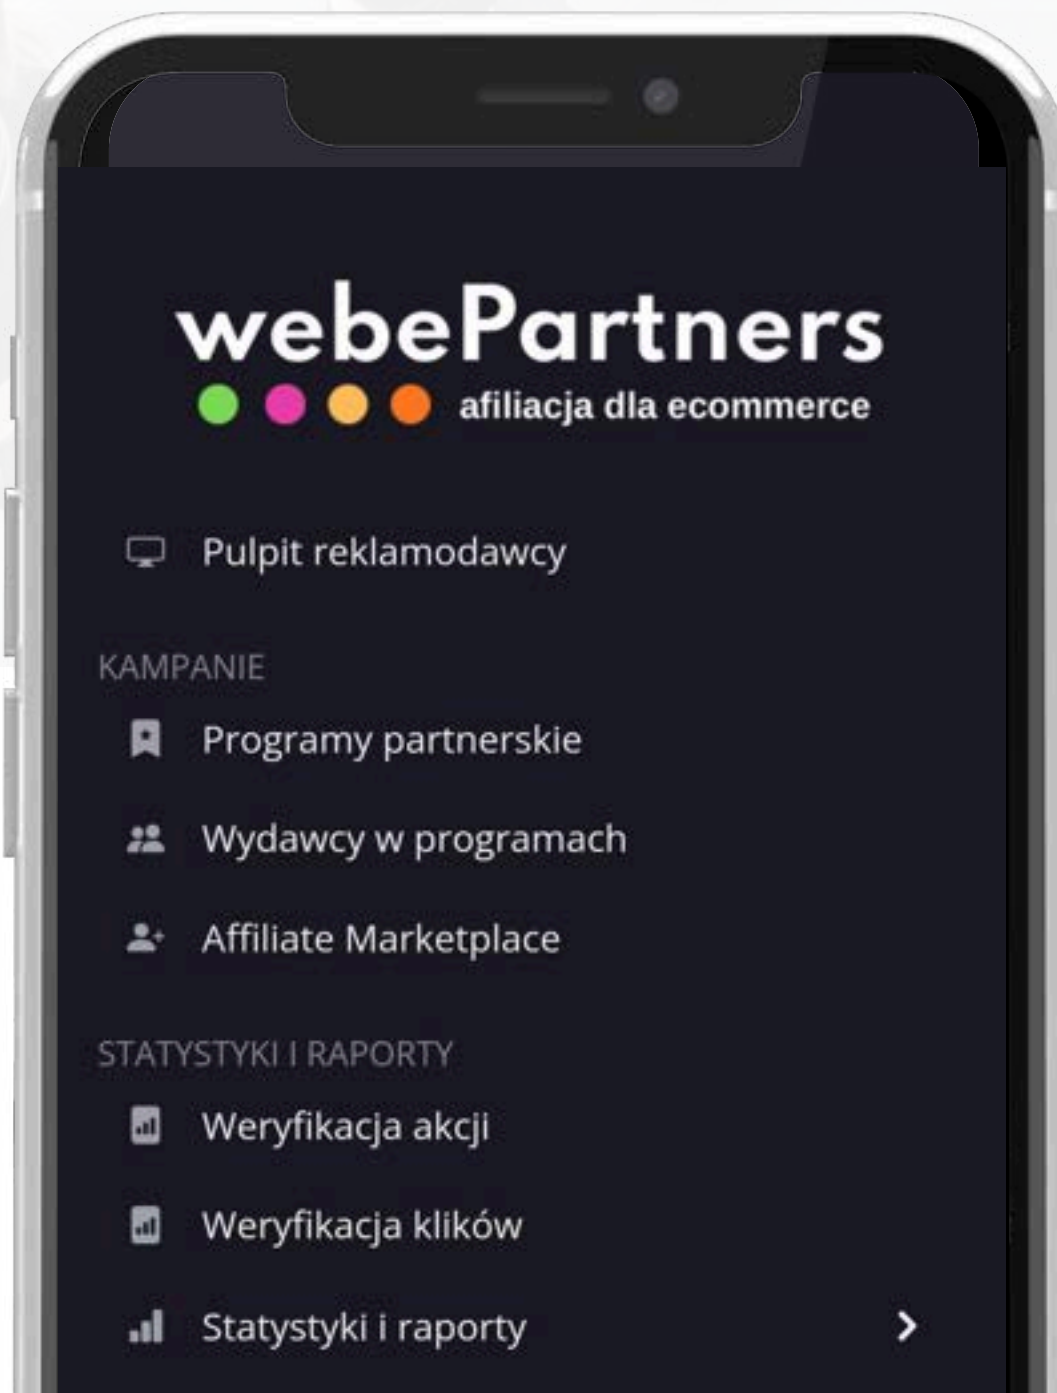 webePartners
afiliacja dla ecommerce
Pulpit reklamodawcy
KAMPANIE
Programy partnerskie
Wydawcy w programach
Affiliate Marketplace
STATYSTYKI I RAPORTY
Weryfikacja akcji
Weryfikacja klików
Statystyki i raporty